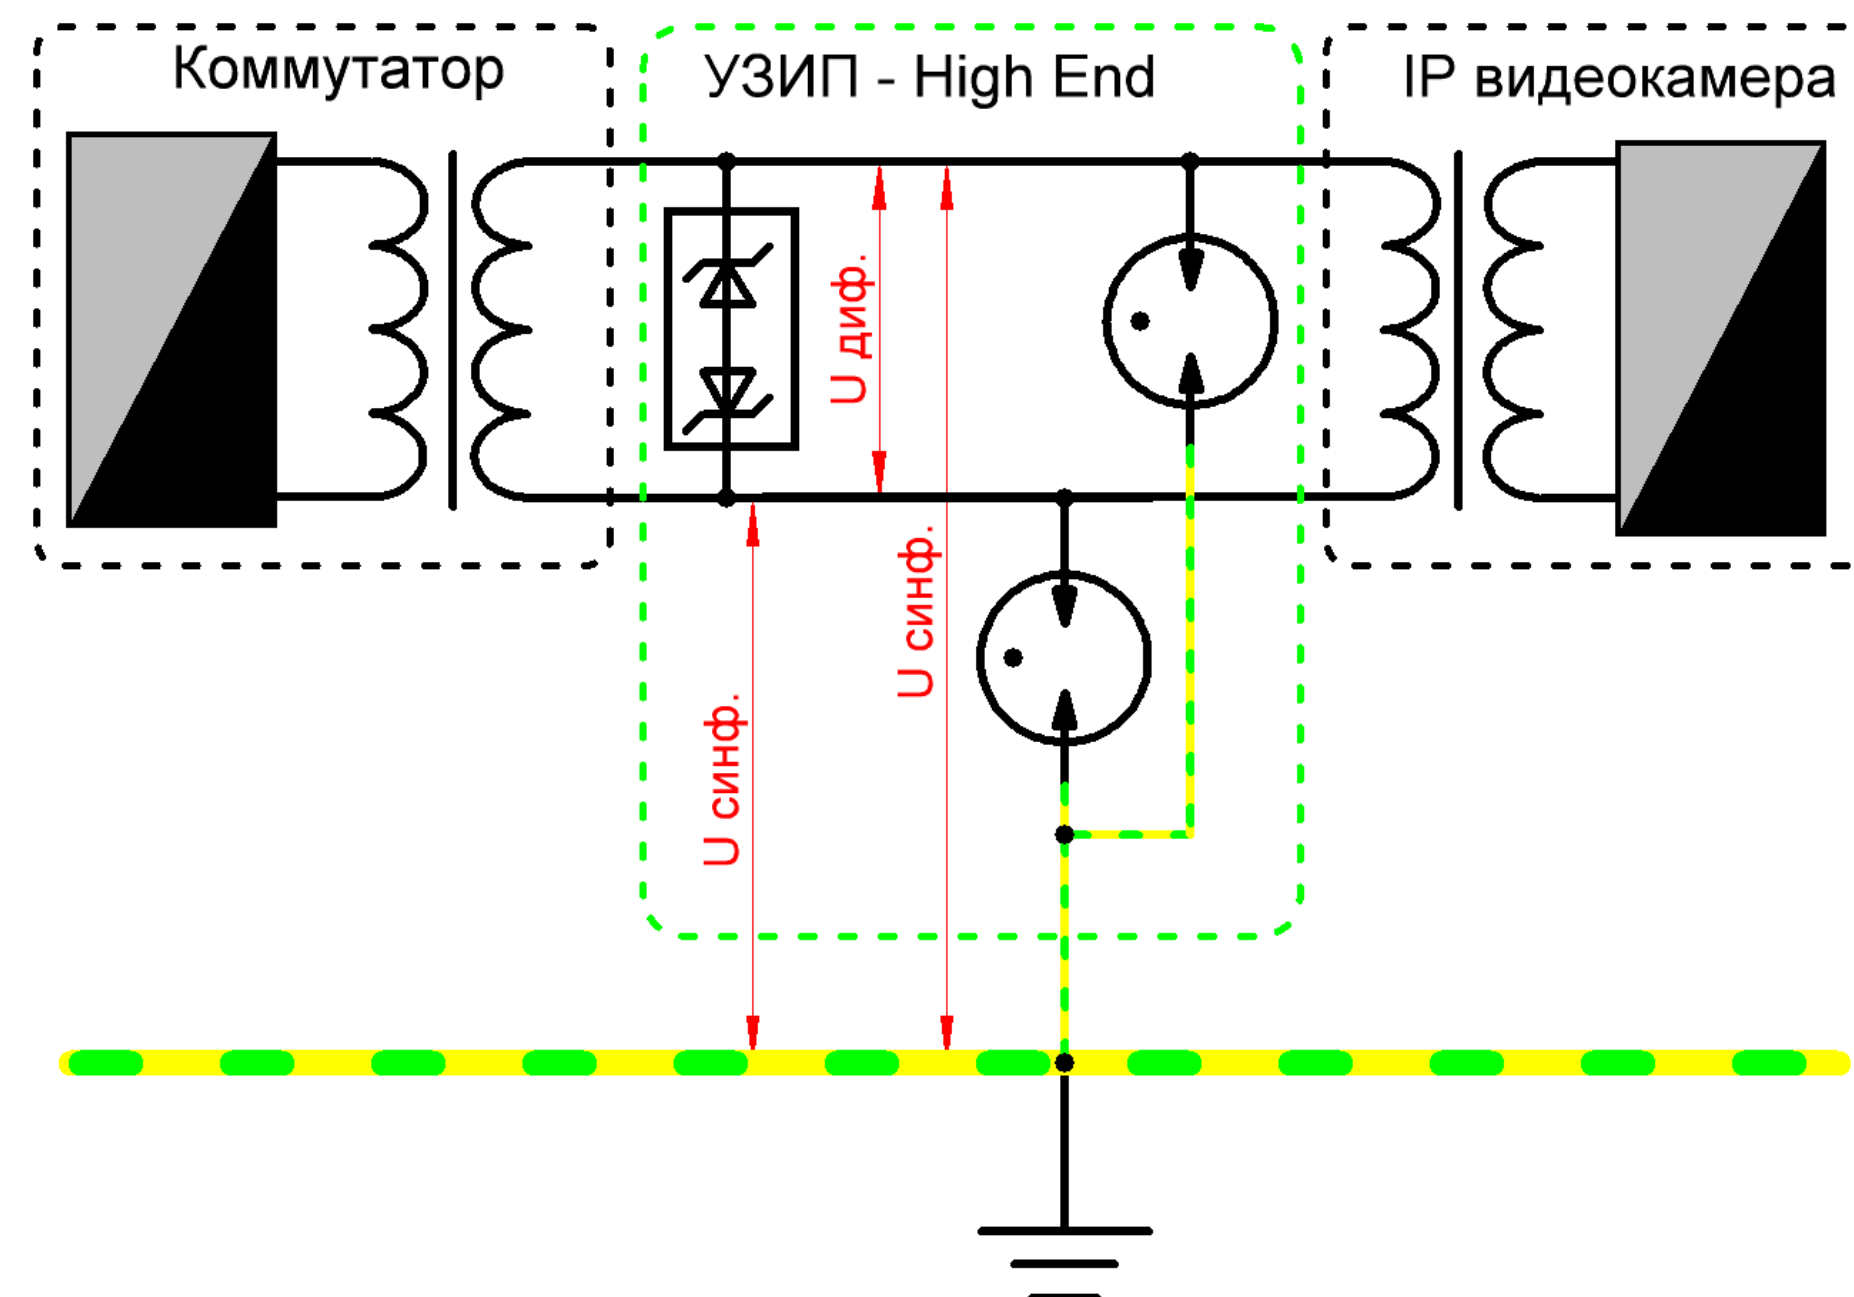 Коммутатор
УЗИП - High End
IP видеокамера
U диф.
U синф.
U синф.